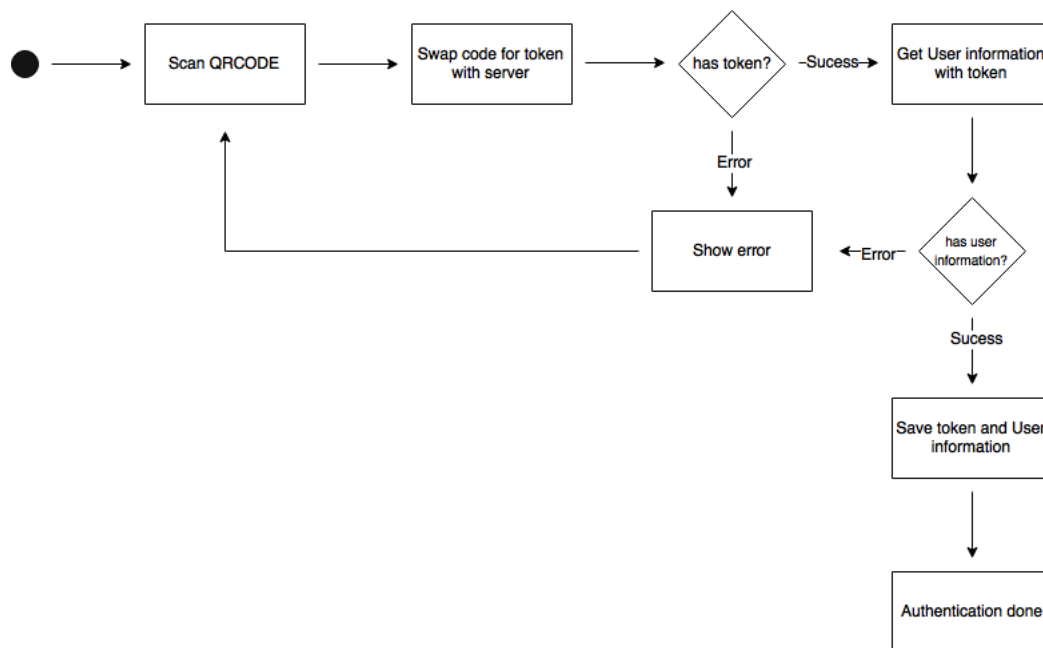 Scan QRCODE
Swap code for token
with server
has token?
Sucess
Get User information
with token
Error
Show error
Error
has user
information?
Sucess
Save token and User
information
Authentication done